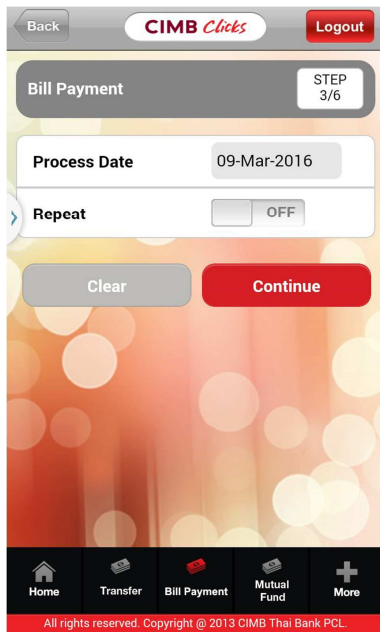 Back
CIMB Clicks
Logout
Bill Payment
STEP
3/6
Process Date
09-Mar-2016
Repeat
OFF
Clear
Continue
Home
Transfer
Bill Payment
Mutual
Fund
More
All rights reserved. Copyright @ 2013 CIMB Thai Bank PCL.